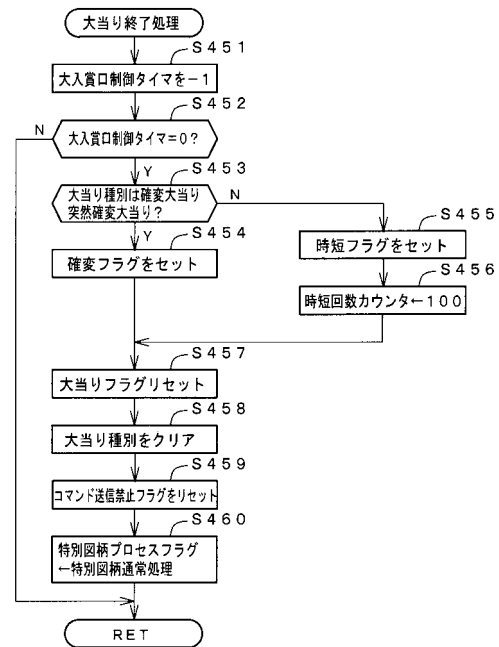 大当り終了処理
S451
大入賞口制御タイマを－1
S452
大入賞口制御タイマ＝0？
N
Y
S453
大当り種別は確変大当り
突然確変大当り？
N
Y
S454
確変フラグをセット
S455
時短フラグをセット
S456
時短回数カウンタ←100
S457
大当りフラグリセット
S458
大当り種別をクリア
S459
コマンド送信禁止フラグをリセット
S460
特別図柄プロセスフラグ
←特別図柄通常処理
RET